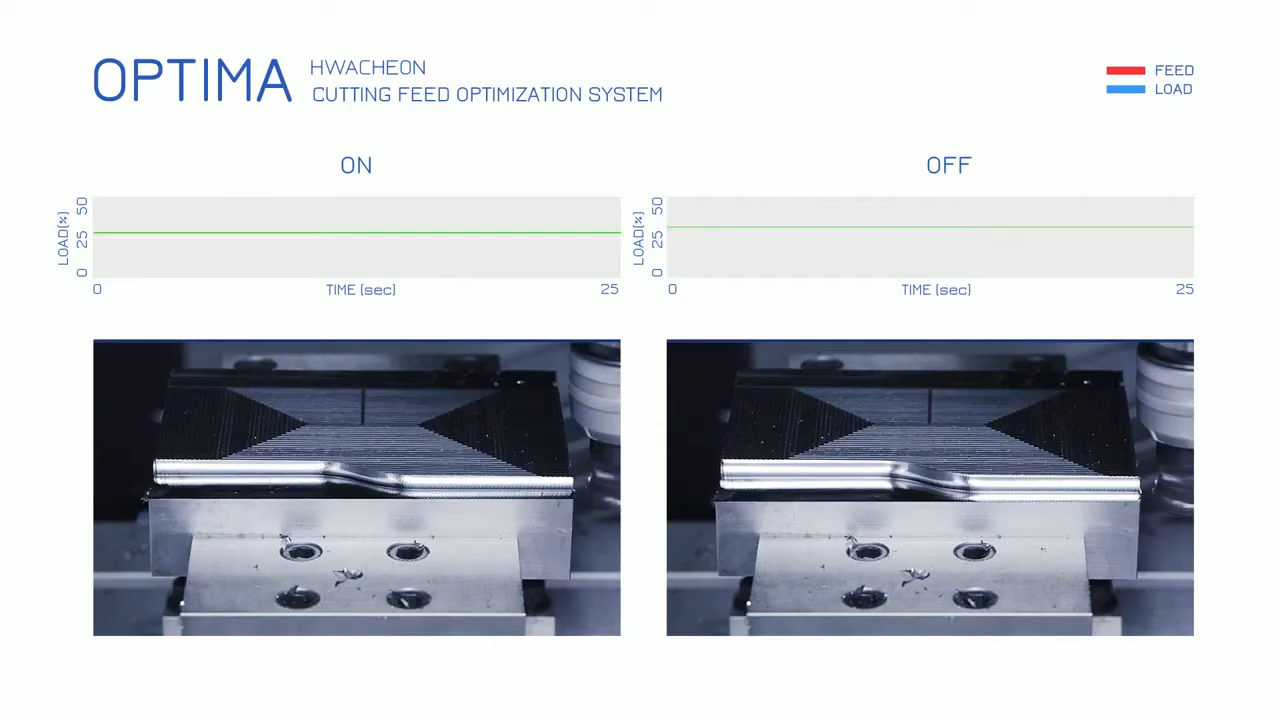 OPTIMA
HWACHEON
CUTTING FEED OPTIMIZATION SYSTEM
FEED
LOAD
ON
OFF
LOAD(%)
50
25
0
0
TIME (sec)
25
LOAD(%)
50
25
0
0
TIME (sec)
25